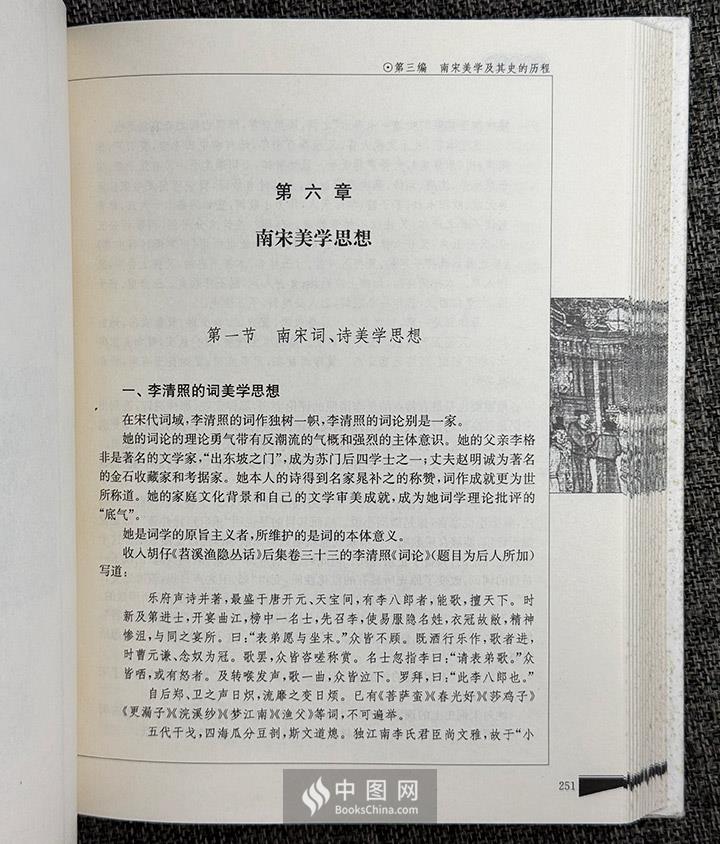 ⊙第三编 南宋美学及其史的历程
第六章
南宋美学思想
第一节 南宋词、诗美学思想
一、李清照的词美学思想
在宋代词域,李清照的词作独树一帜,李清照的词论别是一家。
她的词论的理论勇气带有反潮流的气概和强烈的主体意识。她的父亲李格
非是著名的文学家,“出东坡之门”,成为苏门后四学士之一;丈夫赵明诚为著名
的金石收藏家和考据家。她本人的诗得到名家晁补之的称赞,词作成就更为世
所称道。她的家庭文化背景和自己的文学审美成就,成为她词学理论批评的
“底气”。
她是词学的原旨主义者,所维护的是词的本体意义。
收入胡仔《苕溪渔隐丛话》后集卷三十三的李清照《词论》(题目为后人所加)
写道:
乐府声诗并著,最盛于唐开元、天宝间,有李八郎者,能歌,擅天下。时
新及第进士,开宴曲江,榜中一名士,先召李,使易服隐名姓,衣冠故敝,精神
惨沮,与同之宴所。曰:“表弟愿与坐末。”众皆不顾。既酒行乐作,歌者进,
时曹元谦、念奴为冠。歌罢,众皆咨嗟称赏。名士忽指李曰:“请表弟歌。”众
皆哂,或有怒者。及转喉发声,歌一曲,众皆泣下。罗拜,曰:“此李八郎也。”
自后郑、卫之声日炽,流靡之变日烦。已有《菩萨蛮》《春光好》《莎鸡子》
《更漏子》《浣溪纱》《梦江南》《渔父》等词,不可遍举。
五代干戈,四海瓜分豆剖,斯文道熄。独江南李氏君臣尚文雅,故于“小
251
中图网
BooksChina.com